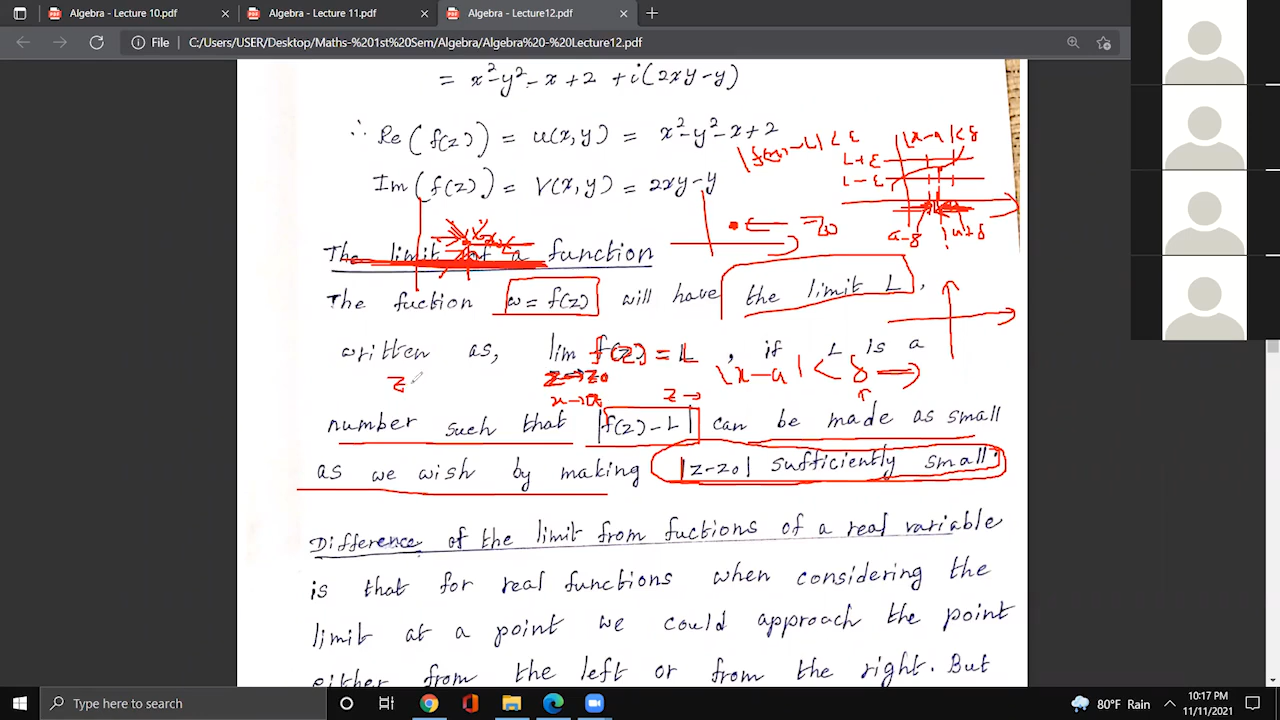 Algebra - Lecture 10.pdf
Algebra - Lecture 11.pdf
Algebra - Lecture12.pdf
File C:/Users/USER/Desktop/Maths-%201st%20Sem/Algebra/Algebra%20-%20Lecture12.pdf
= x²-y²-x+2 +i(2xy-y)
∴ Re(f(z)) = u(x,y) = x²-y²-x+2
|f(x)-L|<ε
|x-a|<δ
L+ε
L-ε
Im(f(z)) = V(x,y) = 2xy-y
a-δ
a+δ
The limit of a function
The fuction w=f(z) will have the limit L,
written as, lim f(z) = L, if L is a
z→z0
x→a
z
|x-a| < δ →
z→
number such that |f(z)-L| can be made as small
as we wish by making |z-z0| sufficiently small.
Difference of the limit from fuctions of a real variable
is that for real functions when considering the
limit at a point we could approach the point
either from the left or from the right. But
Type here to search
80°F Rain
10:17 PM
11/11/2021